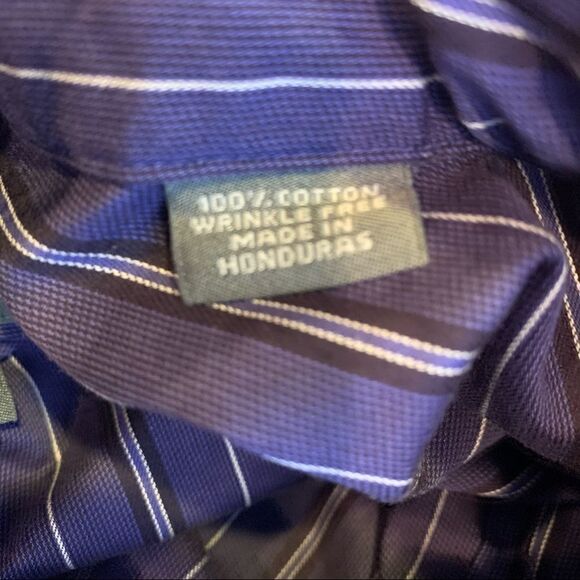 100% COTTON
WRINKLE FREE
MADE IN
HONDURAS